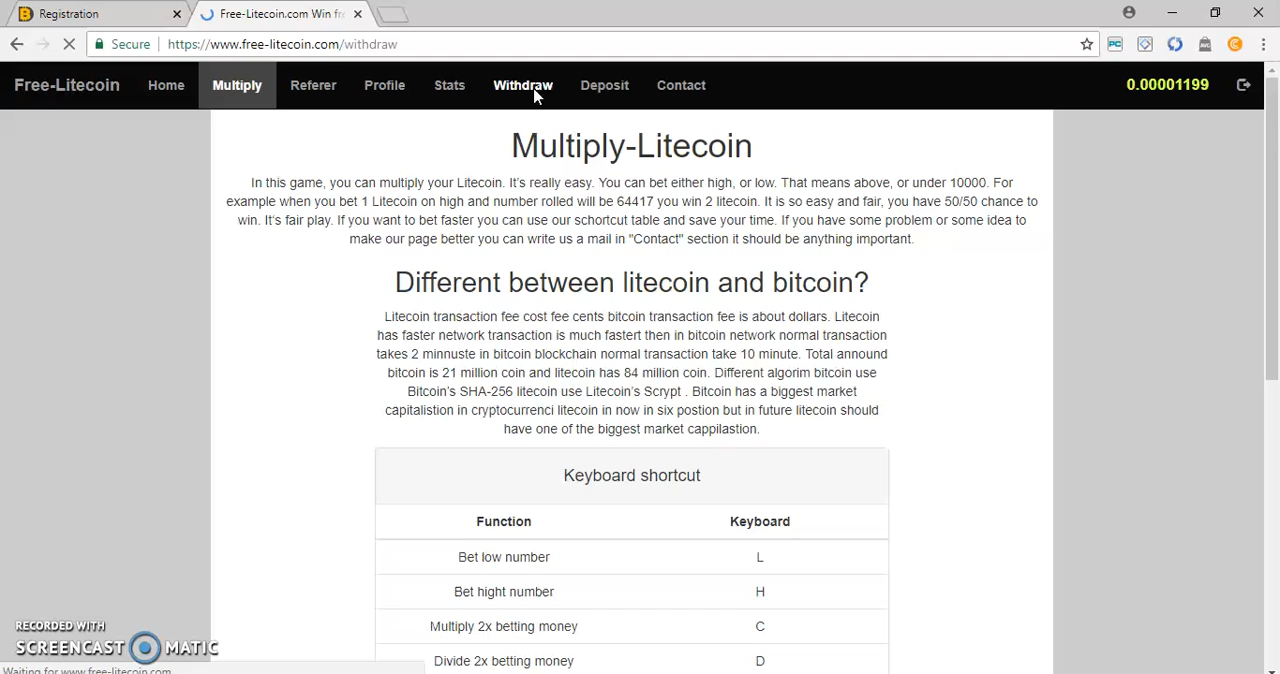 Registration
Free-Litecoin.com Win fr
Secure https://www.free-litecoin.com/withdraw
Free-Litecoin Home Multiply Referer Profile Stats Withdraw Deposit Contact 0.00001199
Multiply-Litecoin
In this game, you can multiply your Litecoin. It's really easy. You can bet either high, or low. That means above, or under 10000. For
example when you bet 1 Litecoin on high and number rolled will be 64417 you win 2 litecoin. It is so easy and fair, you have 50/50 chance to
win. It's fair play. If you want to bet faster you can use our schortcut table and save your time. If you have some problem or some idea to
make our page better you can write us a mail in "Contact" section it should be anything important.
Different between litecoin and bitcoin?
Litecoin transaction fee cost fee cents bitcoin transaction fee is about dollars. Litecoin
has faster network transaction is much fastert then in bitcoin network normal transaction
takes 2 minnuste in bitcoin blockchain normal transaction take 10 minute. Total annound
bitcoin is 21 million coin and litecoin has 84 million coin. Different algorim bitcoin use
Bitcoin's SHA-256 litecoin use Litecoin's Scrypt . Bitcoin has a biggest market
capitalistion in cryptocurrenci litecoin in now in six postion but in future litecoin should
have one of the biggest market cappilastion.
Keyboard shortcut
Function Keyboard
Bet low number L
Bet hight number H
Multiply 2x betting money C
Divide 2x betting money D
RECORDED WITH
SCREENCAST MATIC
Waiting for www.free-litecoin.com